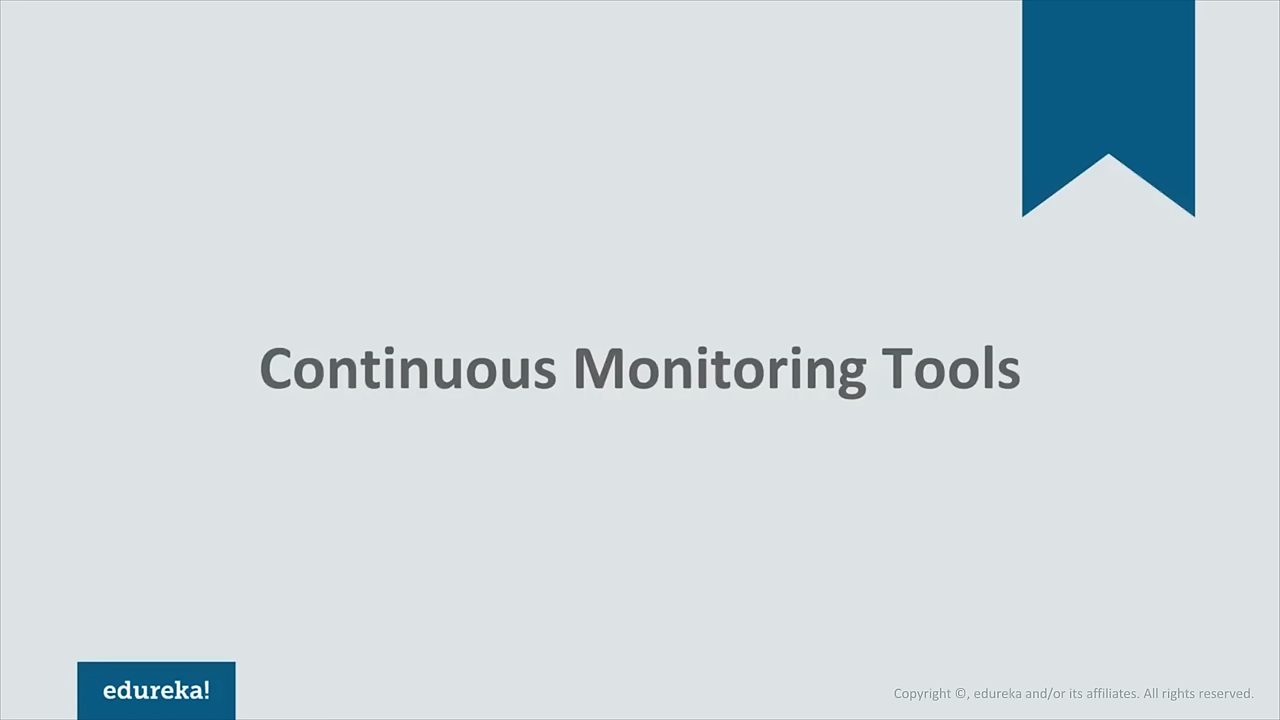 Continuous Monitoring Tools
edureka!
Copyright ©, edureka and/or its affiliates. All rights reserved.